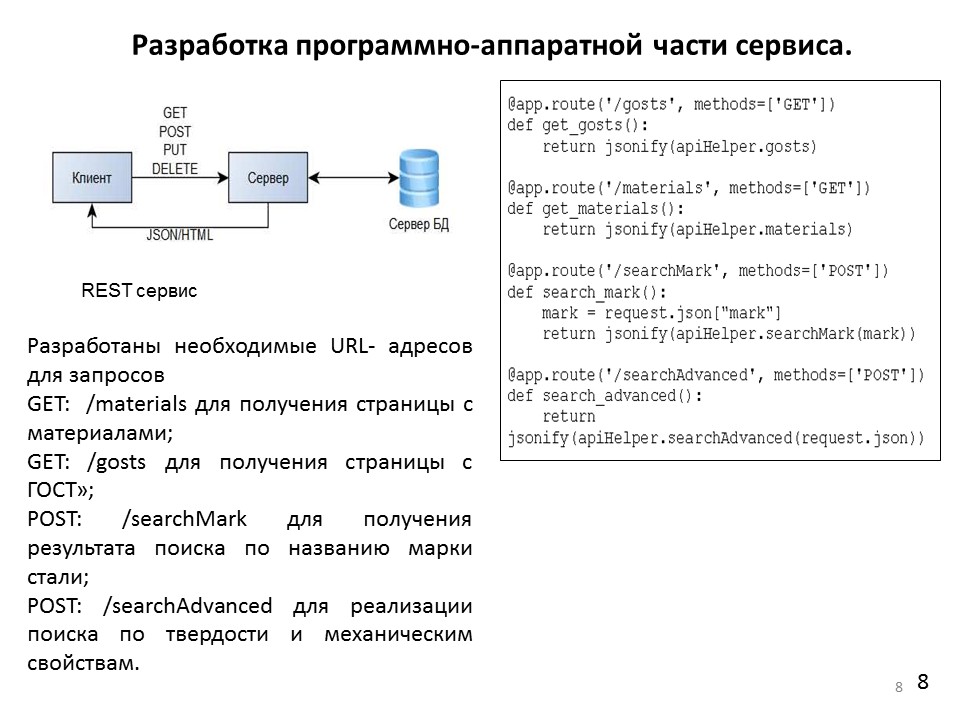 Разработка программно-аппаратной части сервиса.
GET
POST
PUT
DELETE
Клиент
Сервер
JSON/HTML
Сервер БД
REST сервис
Разработаны необходимые URL- адресов
для запросов
GET: /materials для получения страницы с
материалами;
GET: /gosts для получения страницы с
ГОСТ»;
POST: /searchMark для получения
результата поиска по названию марки
стали;
POST: /searchAdvanced для реализации
поиска по твердости и механическим
свойствам.
@app.route('/gosts', methods=['GET'])
def get_gosts():
    return jsonify(apiHelper.gosts)
@app.route('/materials', methods=['GET'])
def get_materials():
    return jsonify(apiHelper.materials)
@app.route('/searchMark', methods=['POST'])
def search_mark():
    mark = request.json["mark"]
    return jsonify(apiHelper.searchMark(mark))
@app.route('/searchAdvanced', methods=['POST'])
def search_advanced():
    return
jsonify(apiHelper.searchAdvanced(request.json))
8
8